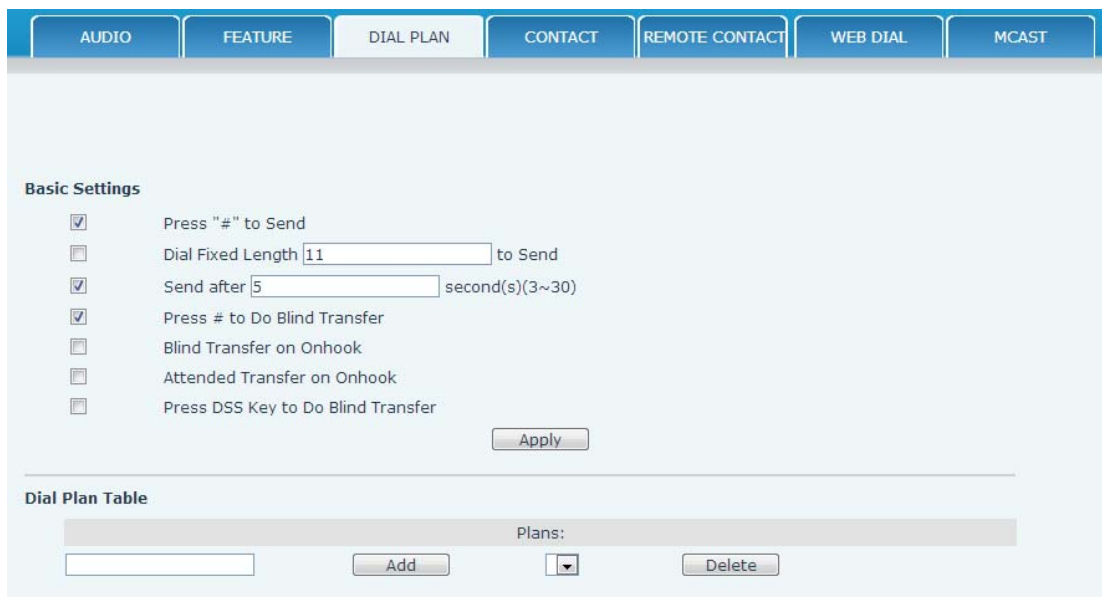 AUDIO FEATURE DIAL PLAN CONTACT REMOTE CONTACT WEB DIAL MCAST
Basic Settings
Press "#" to Send
Dial Fixed Length 11 to Send
Send after 5 second(s)(3~30)
Press # to Do Blind Transfer
Blind Transfer on Onhook
Attended Transfer on Onhook
Press DSS Key to Do Blind Transfer
Apply
Dial Plan Table
Plans:
Add Delete